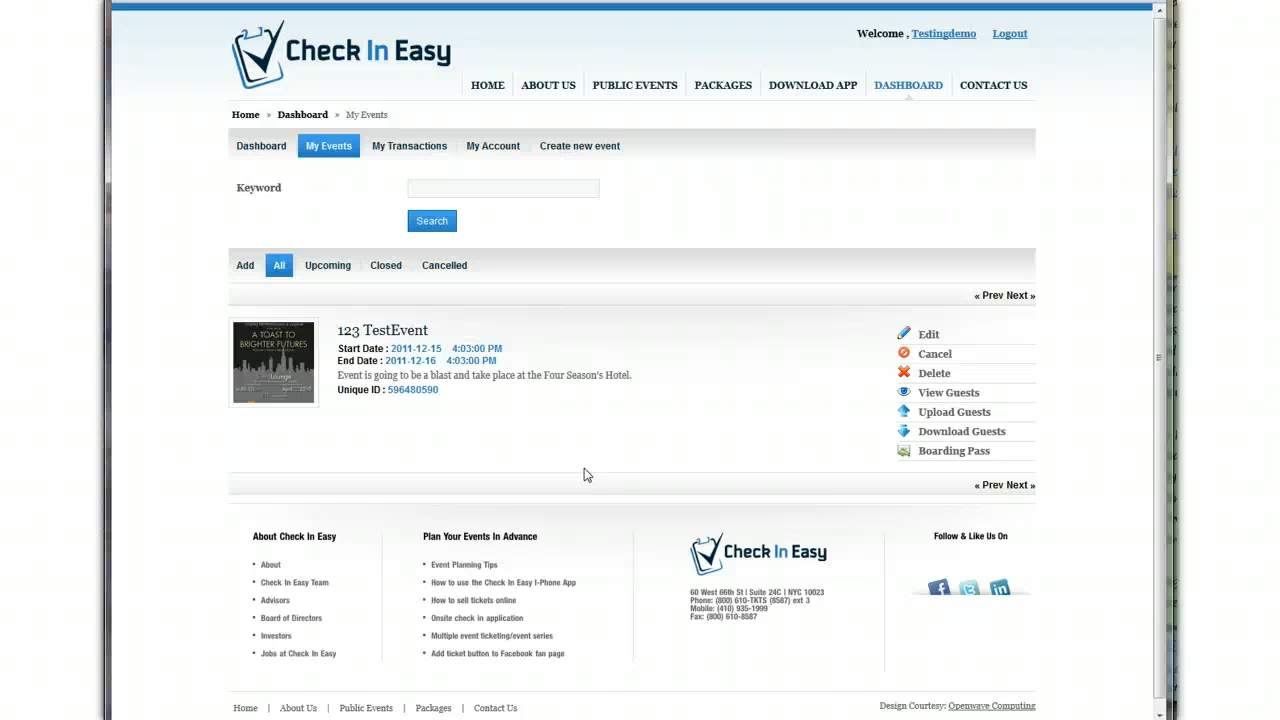 Check In Easy
Welcome , Testingdemo Logout
HOME ABOUT US PUBLIC EVENTS PACKAGES DOWNLOAD APP DASHBOARD CONTACT US
Home » Dashboard » My Events
Dashboard My Events My Transactions My Account Create new event
Keyword
Search
Add All Upcoming Closed Cancelled
« Prev Next »
A TOAST TO
BRIGHTER FUTURES
Lounge
123 TestEvent
Start Date : 2011-12-15 4:03:00 PM
End Date : 2011-12-16 4:03:00 PM
Event is going to be a blast and take place at the Four Season's Hotel.
Unique ID : 596480590
Edit
Cancel
Delete
View Guests
Upload Guests
Download Guests
Boarding Pass
« Prev Next »
About Check In Easy
• About
• Check In Easy Team
• Advisors
• Board of Directors
• Investors
• Jobs at Check In Easy
Plan Your Events In Advance
• Event Planning Tips
• How to use the Check In Easy I-Phone App
• How to sell tickets online
• Onsite check in application
• Multiple event ticketing/event series
• Add ticket button to Facebook fan page
Check In Easy
60 West 66th St | Suite 24C | NYC 10023
Phone: (800) 610-TKTS (8587) ext 3
Mobile: (410) 935-1999
Fax: (800) 610-8587
Follow & Like Us On
Home | About Us | Public Events | Packages | Contact Us
Design Courtesy: Openwave Computing